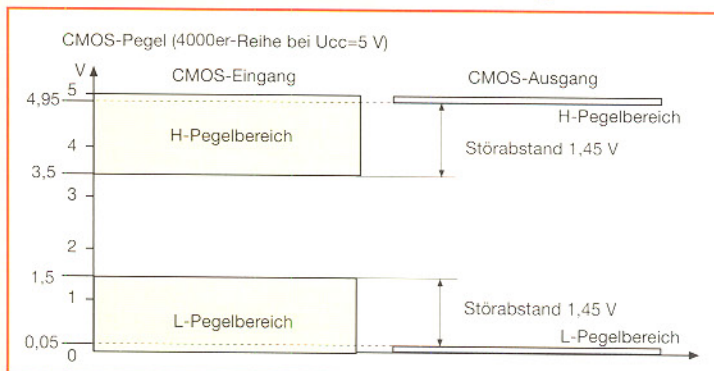 CMOS-Pegel (4000er-Reihe bei Ucc=5 V)
V
CMOS-Eingang
CMOS-Ausgang
5
4,95
H-Pegelbereich
H-Pegelbereich
4
Störabstand 1,45 V
3,5
3
2
1,5
1
Störabstand 1,45 V
L-Pegelbereich
L-Pegelbereich
0,05
0